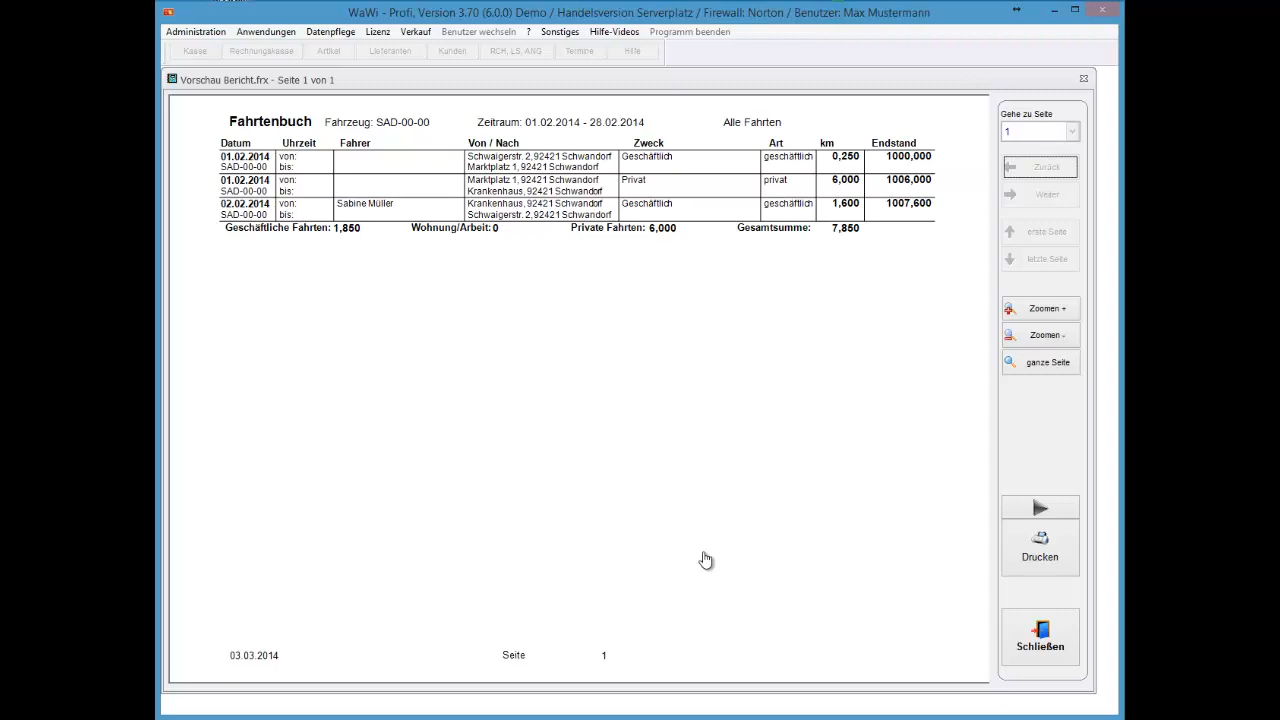 WaWi - Profi, Version 3.70 (6.0.0) Demo / Handelsversion Serverplatz / Firewall: Norton / Benutzer: Max Mustermann
Administration Anwendungen Datenpflege Lizenz Verkauf Benutzer wechseln ? Sonstiges Hilfe-Videos Programm beenden
Kasse Rechnungskasse Artikel Lieferanten Kunden RCH, LS, ANG Termine Hilfe
Vorschau Bericht.frx - Seite 1 von 1
Fahrtenbuch Fahrzeug: SAD-00-00 Zeitraum: 01.02.2014 - 28.02.2014 Alle Fahrten
Datum Uhrzeit Fahrer Von / Nach Zweck Art km Endstand
01.02.2014 von: Schwaigerstr. 2, 92421 Schwandorf Geschäftlich geschäftlich 0,250 1000,000
SAD-00-00 bis: Marktplatz 1, 92421 Schwandorf
01.02.2014 von: Marktplatz 1, 92421 Schwandorf Privat privat 6,000 1006,000
SAD-00-00 bis: Krankenhaus, 92421 Schwandorf
02.02.2014 von: Sabine Müller Krankenhaus, 92421 Schwandorf Geschäftlich geschäftlich 1,600 1007,600
SAD-00-00 bis: Schwaigerstr. 2, 92421 Schwandorf
Geschäftliche Fahrten: 1,850 Wohnung/Arbeit: 0 Private Fahrten: 6,000 Gesamtsumme: 7,850
03.03.2014 Seite 1
Gehe zu Seite
1
Zurück
Weiter
erste Seite
letzte Seite
Zoomen +
Zoomen -
ganze Seite
Drucken
Schließen